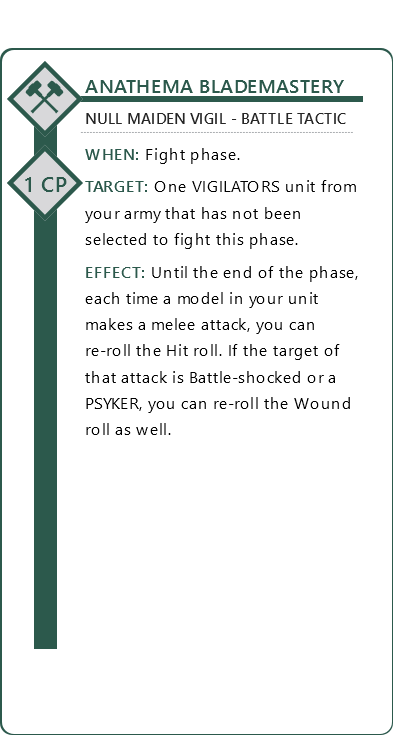 ANATHEMA BLADEMASTERY
NULL MAIDEN VIGIL - BATTLE TACTIC
WHEN: Fight phase.
1 CP
TARGET: One VIGILATORS unit from
your army that has not been
selected to fight this phase.
EFFECT: Until the end of the phase,
each time a model in your unit
makes a melee attack, you can
re-roll the Hit roll. If the target of
that attack is Battle-shocked or a
PSYKER, you can re-roll the Wound
roll as well.